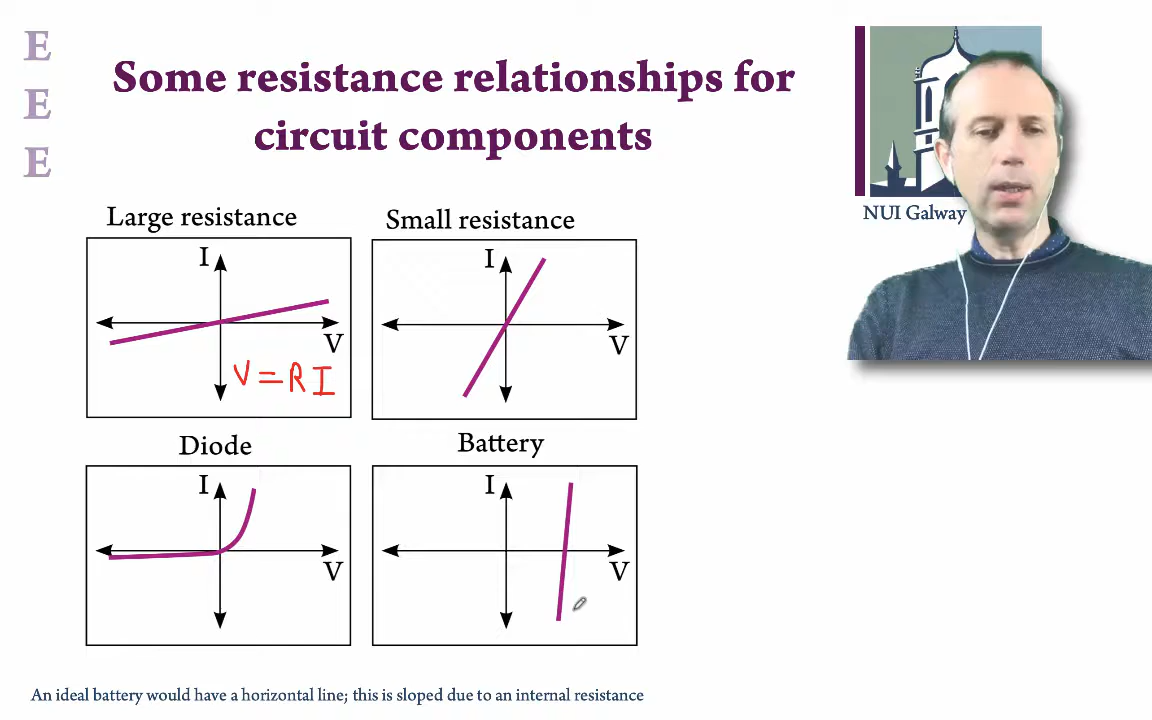 E
E
E
Some resistance relationships for
circuit components
NUI Galway
Large resistance
I
V
V = R I
Small resistance
I
V
Diode
I
V
Battery
I
V
An ideal battery would have a horizontal line; this is sloped due to an internal resistance